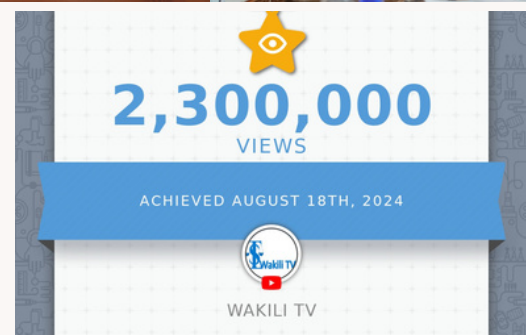 2,300,000
VIEWS
ACHIEVED AUGUST 18TH, 2024
Wakili TV
WAKILI TV